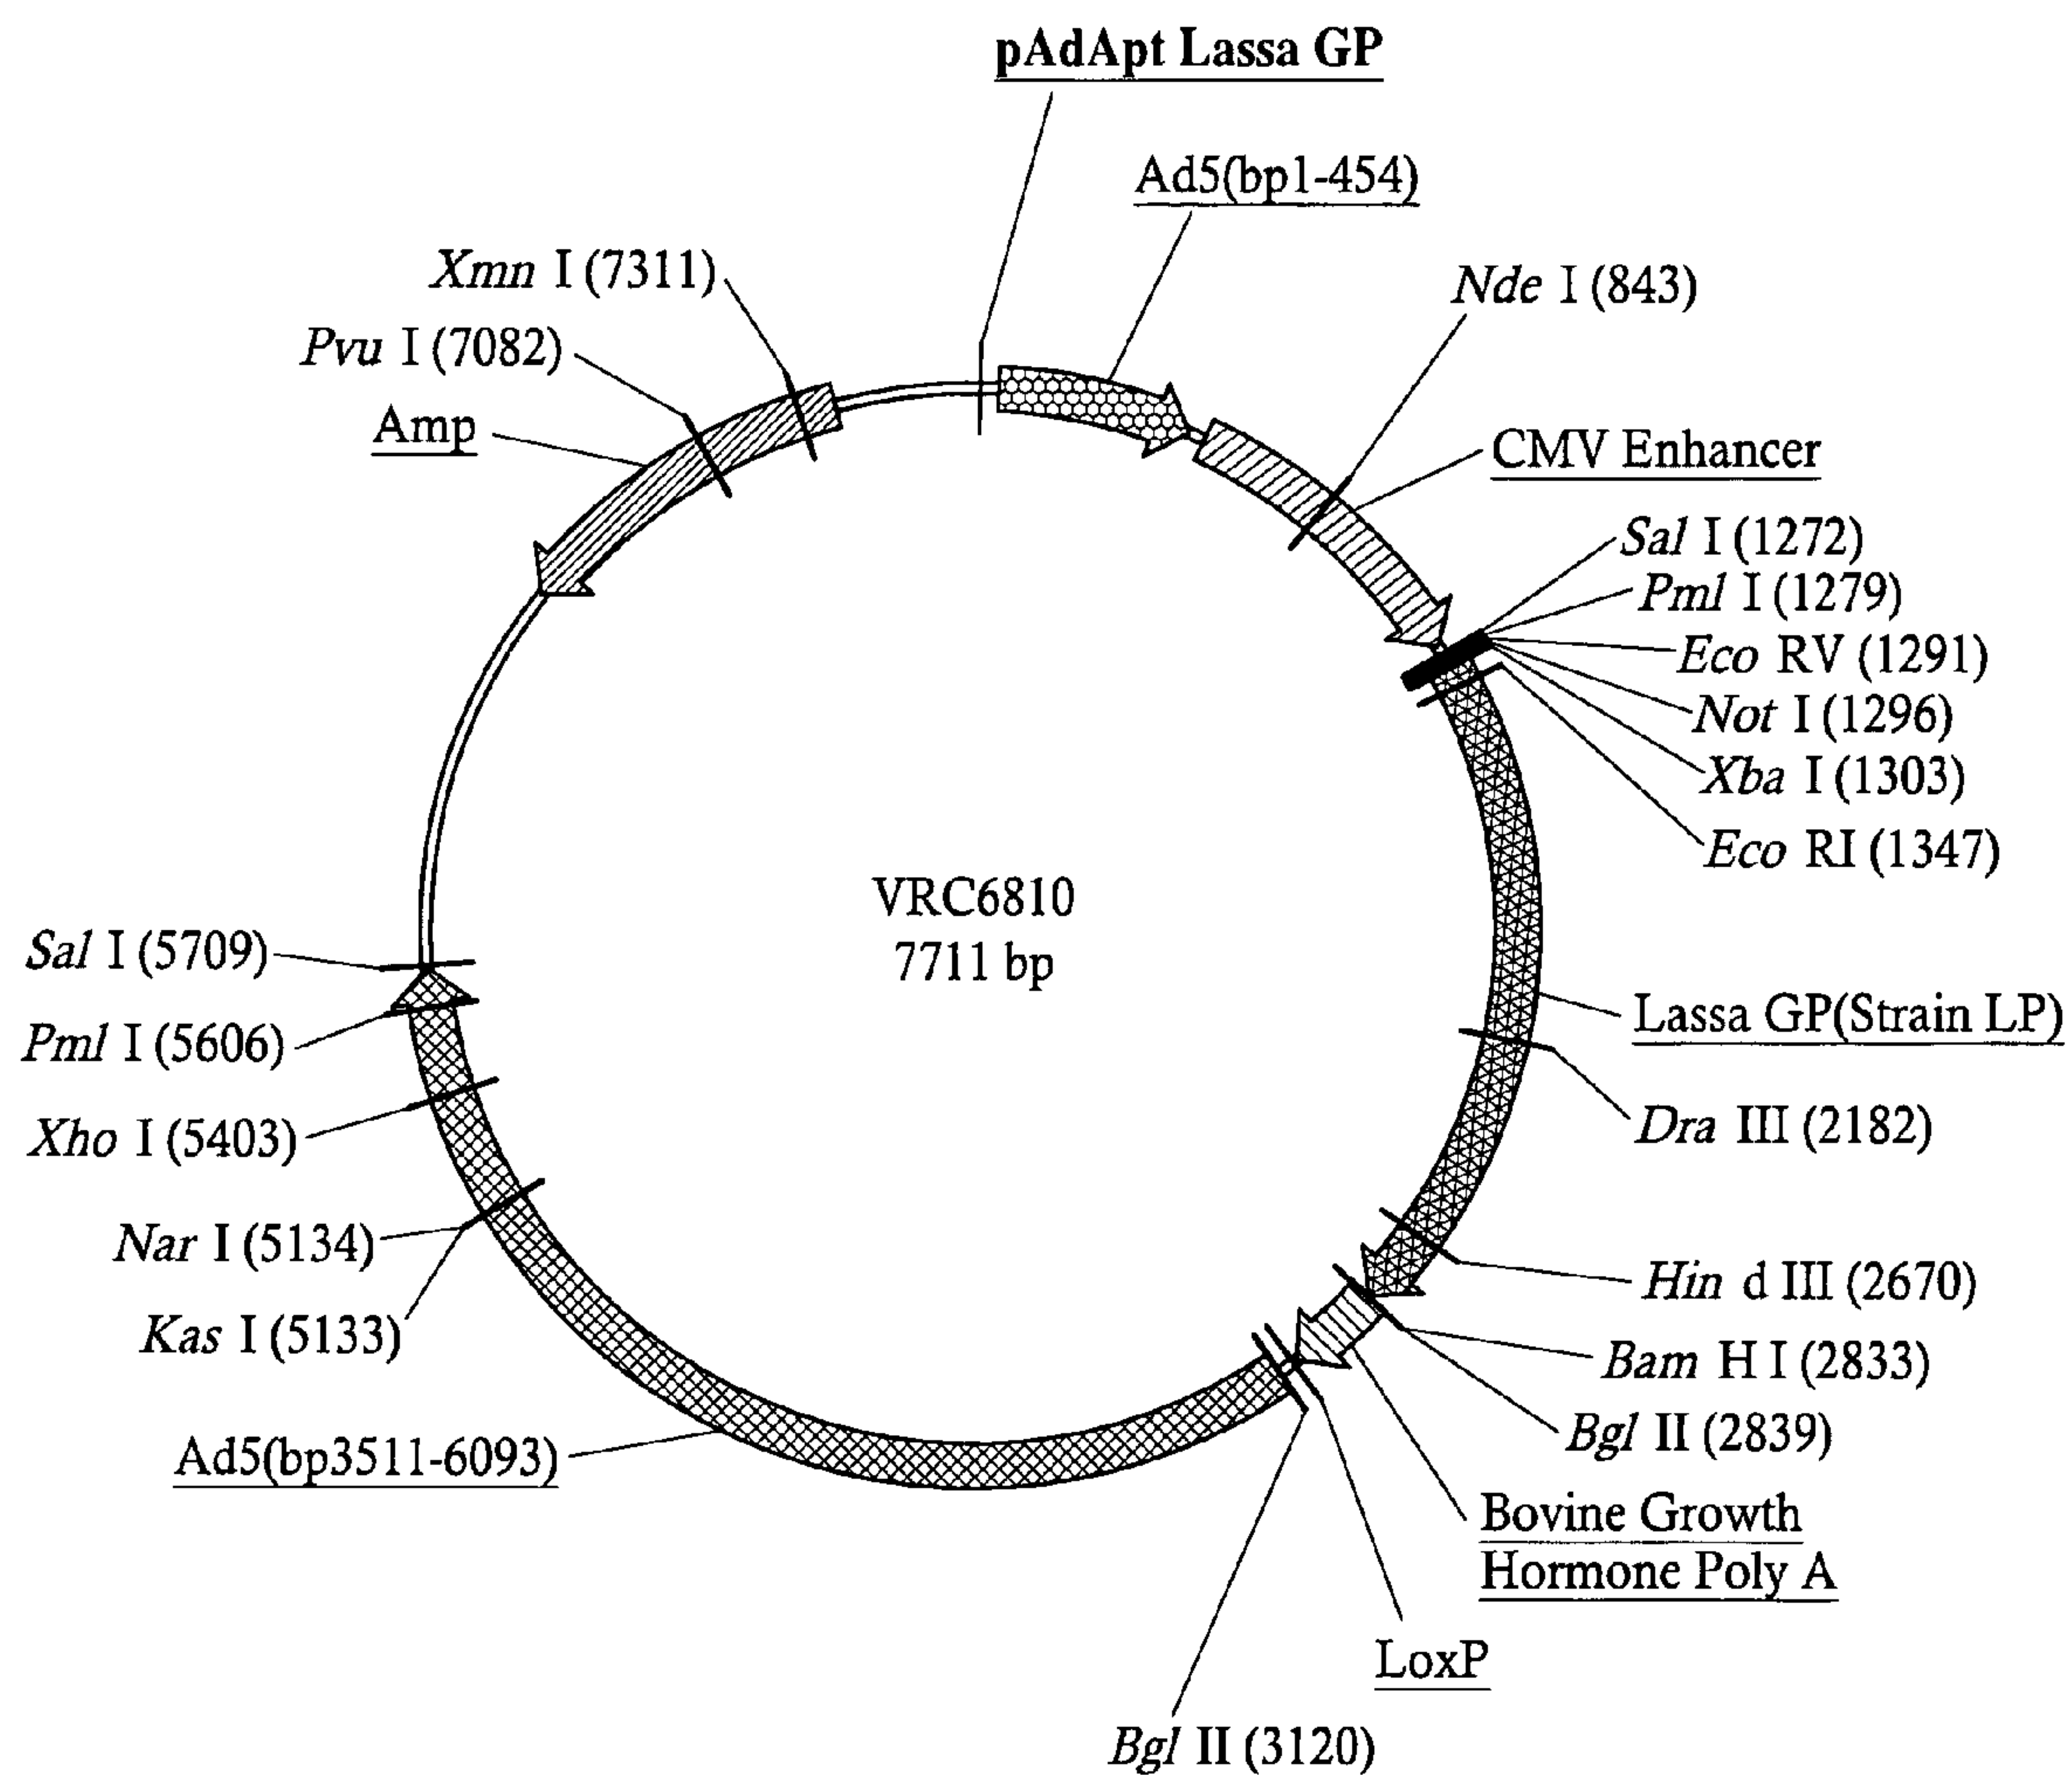 pAdApt Lassa GP
Ad5(bp1-454)
Xmn I (7311)
Nde I (843)
Pvu I (7082)
Amp
CMV Enhancer
Sal I (1272)
Pml I (1279)
Eco RV (1291)
Not I (1296)
Xba I (1303)
Eco RI (1347)
VRC6810
7711 bp
Sal I (5709)
Lassa GP(Strain LP)
Pml I (5606)
Dra III (2182)
Xho I (5403)
Nar I (5134)
Hin d III (2670)
Kas I (5133)
Bam H I (2833)
Bgl II (2839)
Ad5(bp3511-6093)
Bovine Growth
Hormone Poly A
LoxP
Bgl II (3120)